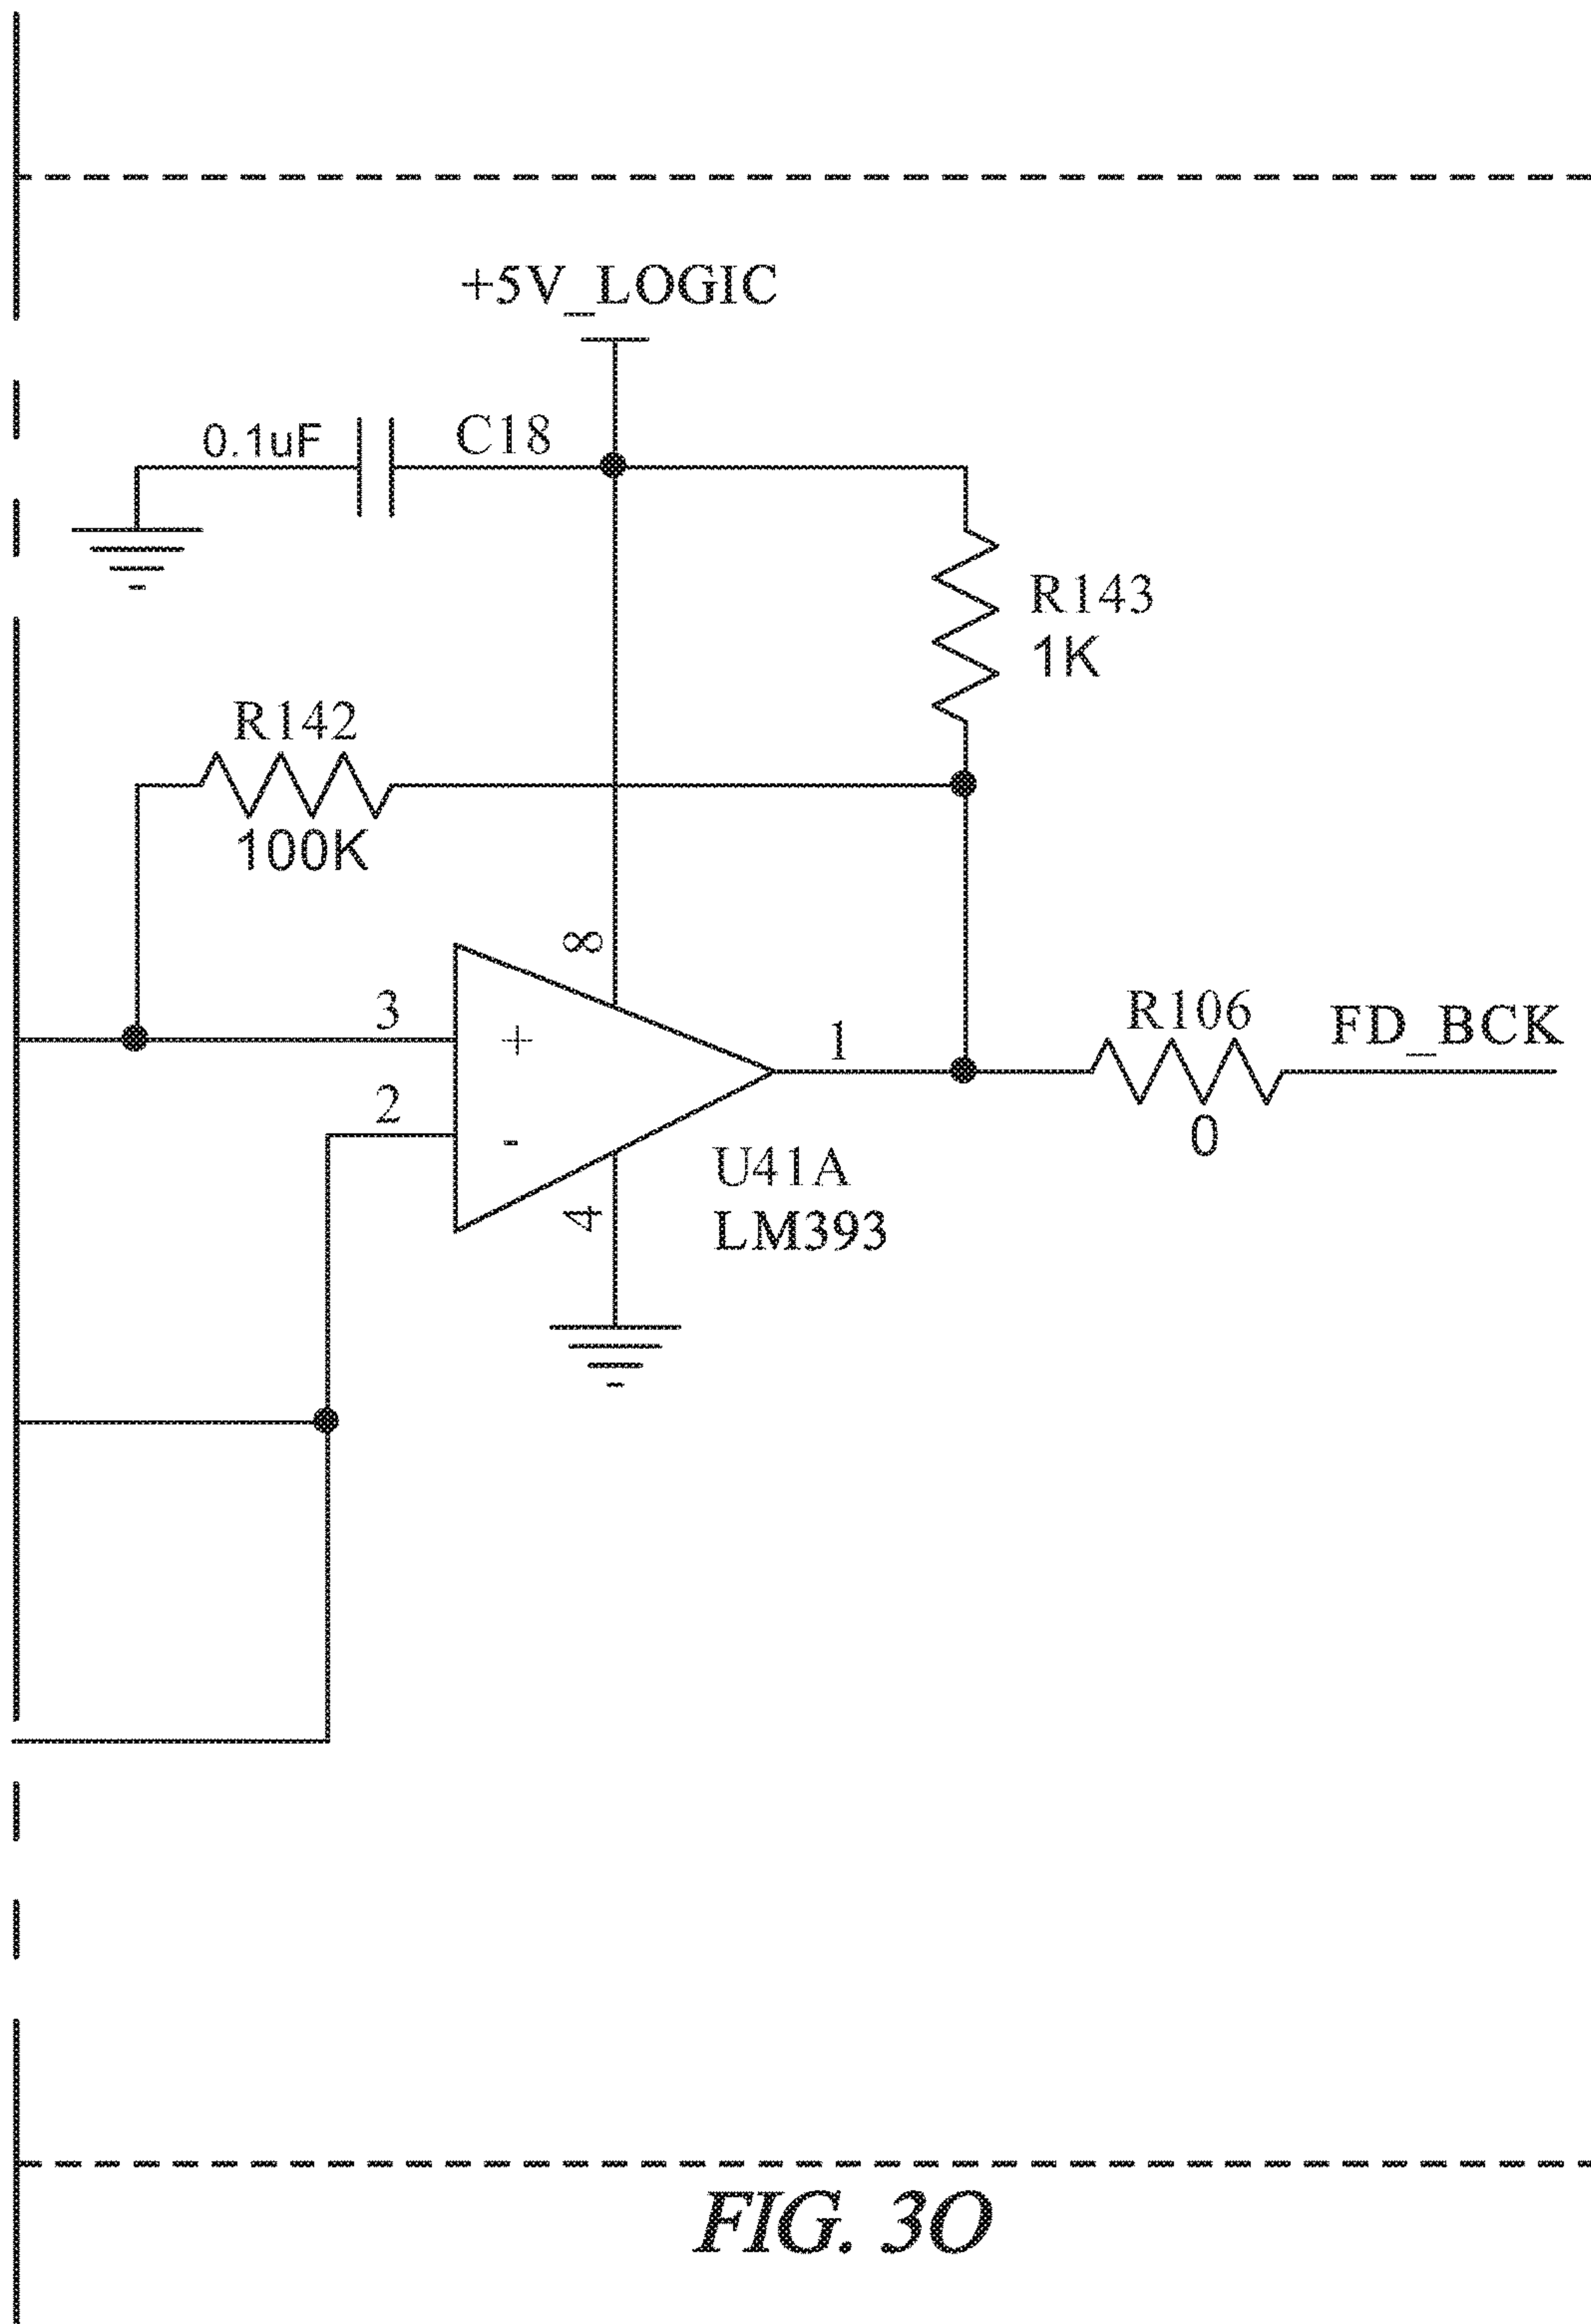 +5V_LOGIC
0.1uF
C18
R143
1K
R142
100K
8
3
+
1
R106
FD_BCK
2
-
0
U41A
LM393
4
FIG. 3O